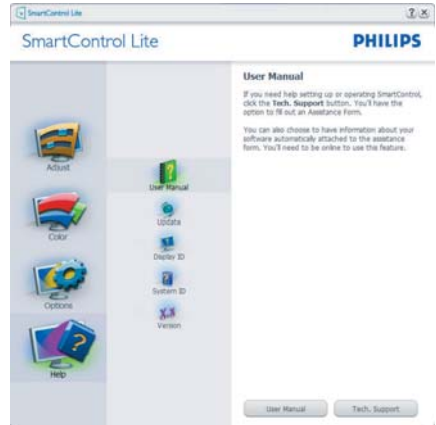 SmartControl Lite
SmartControl Lite
PHILIPS
Adjust
Color
Options
Help
User Manual
Update
Display ID
System ID
Version
User Manual
If you need help setting up or operating SmartControl,
click the Tech. Support button. You'll have the
option to fill out an Assistance Form.
You can also choose to have information about your
software automatically attached to the assistance
form. You'll need to be online to use this feature.
User Manual
Tech. Support